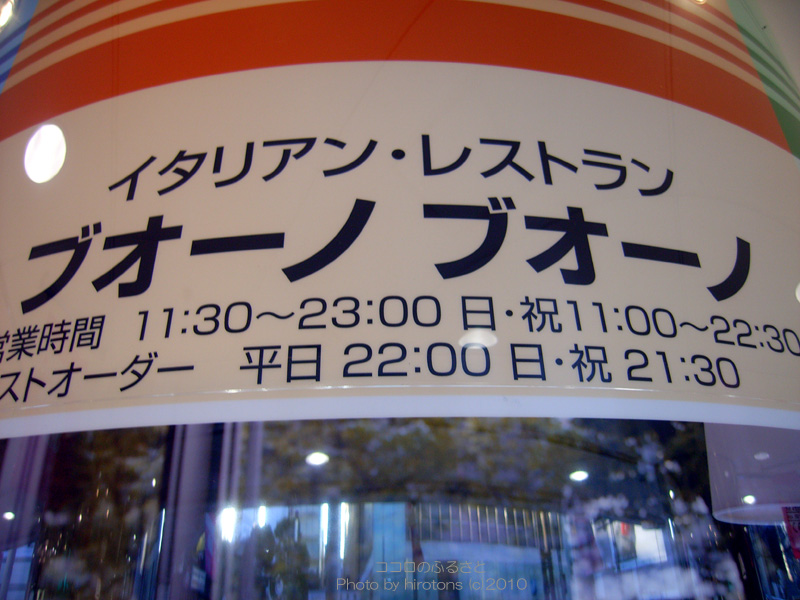 イタリアン・レストラン
ブオーノ ブオーノ
営業時間 11:30〜23:00 日・祝11:00〜22:30
ストオーダー 平日 22:00 日・祝 21:30
ココロのふるさと
Photo by hirotons (c) 2010